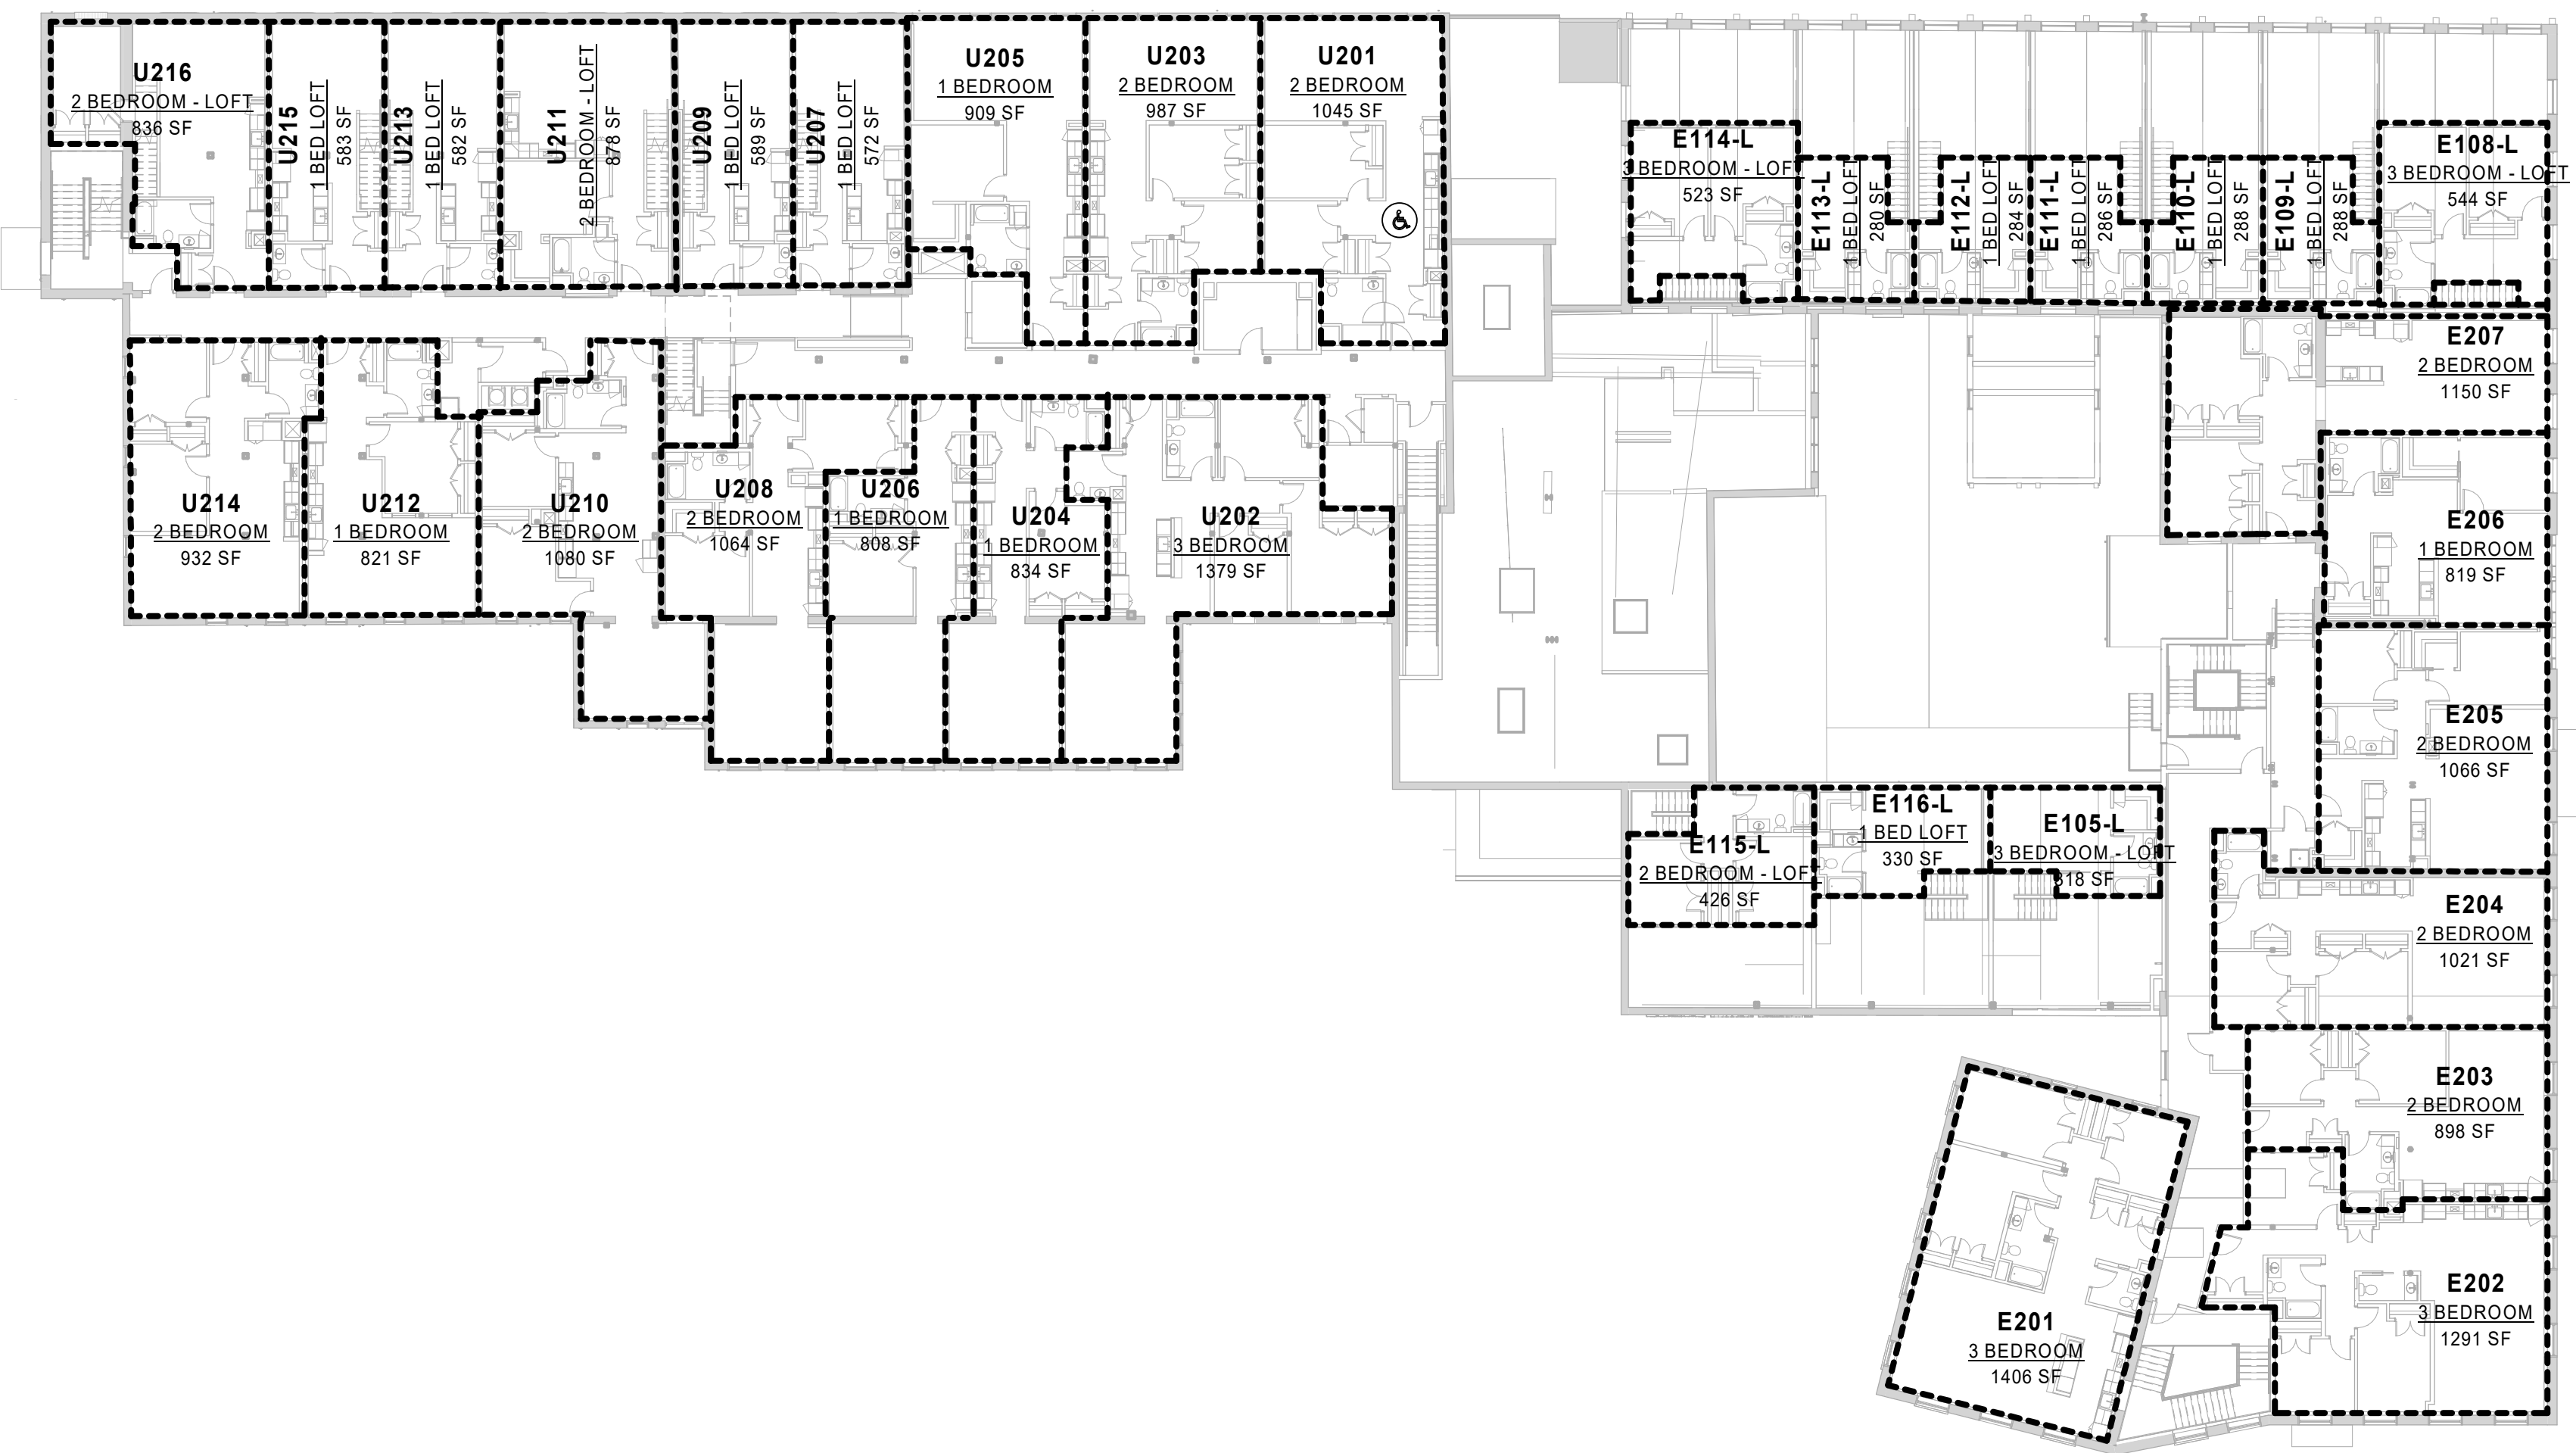 U216
2 BEDROOM - LOFT
836 SF
U215
1 BED LOFT
583 SF
U213
1 BED LOFT
582 SF
U211
2 BEDROOM - LOFT
878 SF
U209
1 BED LOFT
589 SF
U207
1 BED LOFT
572 SF
U205
1 BEDROOM
909 SF
U203
2 BEDROOM
987 SF
U201
2 BEDROOM
1045 SF
E114-L
3 BEDROOM - LOFT
523 SF
E113-L
1 BED LOFT
280 SF
E112-L
1 BED LOFT
284 SF
E111-L
1 BED LOFT
286 SF
E110-L
1 BED LOFT
288 SF
E109-L
1 BED LOFT
288 SF
E108-L
3 BEDROOM - LOFT
544 SF
U214
2 BEDROOM
932 SF
U212
1 BEDROOM
821 SF
U210
2 BEDROOM
1080 SF
U208
2 BEDROOM
1064 SF
U206
1 BEDROOM
808 SF
U204
1 BEDROOM
834 SF
U202
3 BEDROOM
1379 SF
E207
2 BEDROOM
1150 SF
E206
1 BEDROOM
819 SF
E205
2 BEDROOM
1066 SF
E115-L
2 BEDROOM - LOFT
426 SF
E116-L
1 BED LOFT
330 SF
E105-L
3 BEDROOM - LOFT
318 SF
E204
2 BEDROOM
1021 SF
E203
2 BEDROOM
898 SF
E202
3 BEDROOM
1291 SF
E201
3 BEDROOM
1406 SF